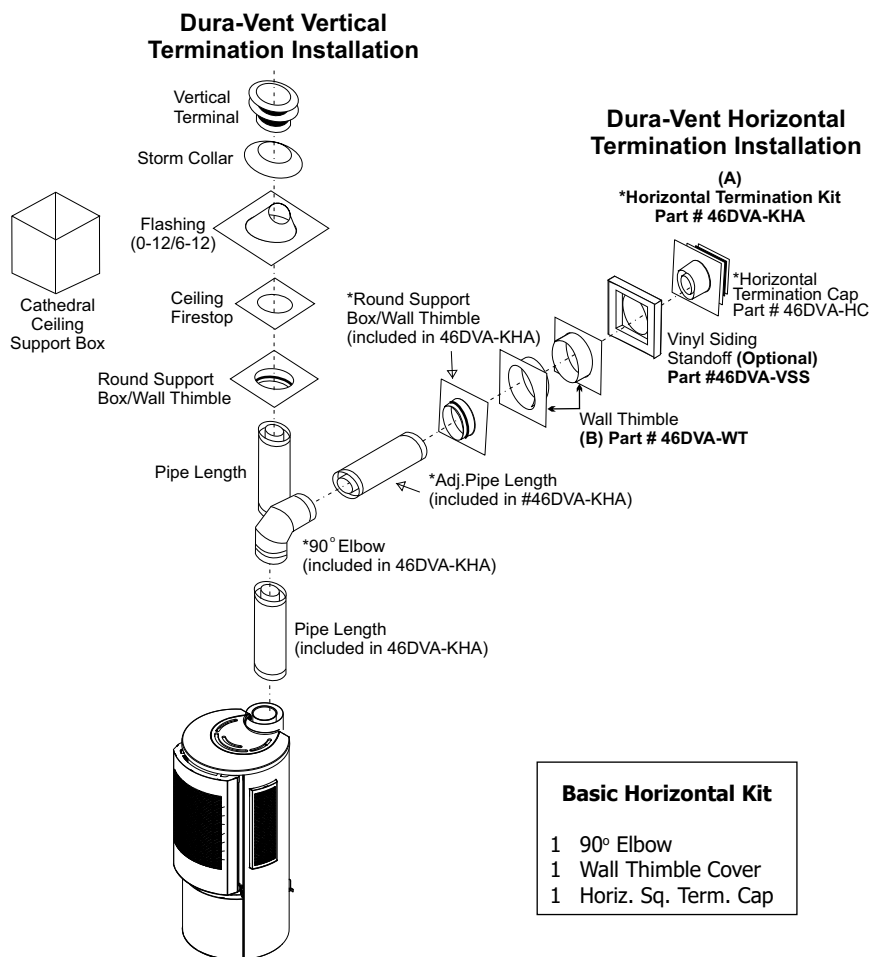 Dura-Vent Vertical
Termination Installation
Vertical
Terminal
Storm Collar
Flashing
(0-12/6-12)
Cathedral
Ceiling
Support Box
Ceiling
Firestop
Round Support
Box/Wall Thimble
Pipe Length
Dura-Vent Horizontal
Termination Installation
(A)
*Horizontal Termination Kit
Part # 46DVA-KHA
*Horizontal
Termination Cap
Part # 46DVA-HC
*Round Support
Box/Wall Thimble
(included in 46DVA-KHA)
Vinyl Siding
Standoff (Optional)
Part #46DVA-VSS
Wall Thimble
(B) Part # 46DVA-WT
*Adj.Pipe Length
(included in #46DVA-KHA)
*90° Elbow
(included in 46DVA-KHA)
Pipe Length
(included in 46DVA-KHA)
Basic Horizontal Kit
1 90º Elbow
1 Wall Thimble Cover
1 Horiz. Sq. Term. Cap